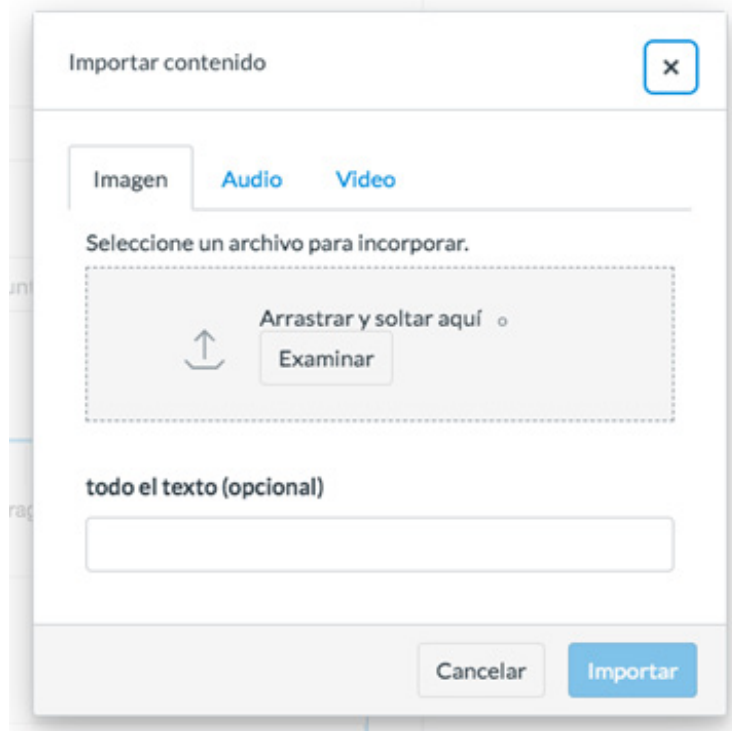 Importar contenido
×
Imagen Audio Video
Seleccione un archivo para incorporar.
Arrastrar y soltar aquí o
Examinar
todo el texto (opcional)
Cancelar Importar